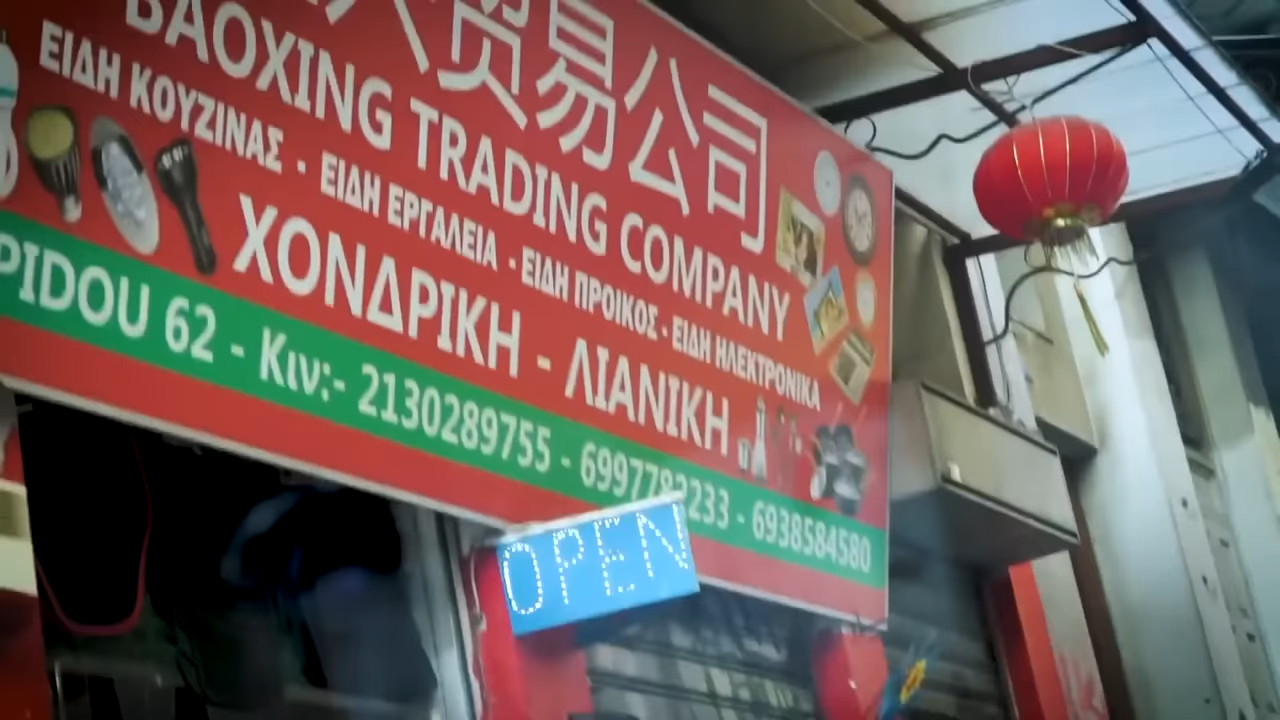 贸易公司
BAOXING TRADING COMPANY
ΕΙΔΗ ΚΟΥΖΙΝΑΣ · ΕΙΔΗ ΕΡΓΑΛΕΙΑ · ΕΙΔΗ ΠΡΟΙΚΟΣ · ΕΙΔΗ ΗΛΕΚΤΡΟΝΙΚΑ
ΧΟΝΔΡΙΚΗ - ΛΙΑΝΙΚΗ
PIDOU 62 - Κιν:- 2130289755 - 6997782233 - 6938584580
OPEN